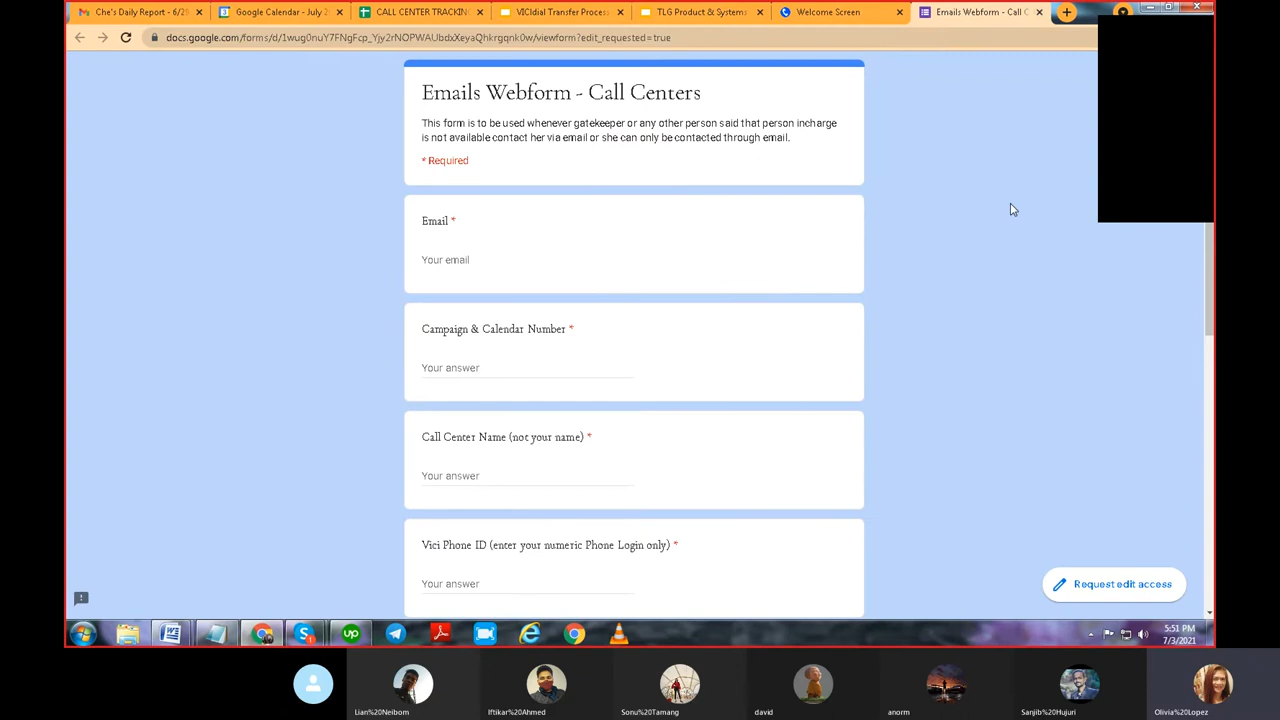 Che's Daily Report - 6/29
Google Calendar - July 2
CALL CENTER TRACKIN
VICIdial Transfer Process
TLG Product & Systems
Welcome Screen
Emails Webform - Call C
docs.google.com/forms/d/1wug0nuY7FNgFcp_Yjy2rNOPWAUbdxXeyaQhkrgqnk0w/viewform?edit_requested=true
Emails Webform - Call Centers
This form is to be used whenever gatekeeper or any other person said that person incharge
is not available contact her via email or she can only be contacted through email.
* Required
Email *
Your email
Campaign & Calendar Number *
Your answer
Call Center Name (not your name) *
Your answer
Vici Phone ID (enter your numeric Phone Login only) *
Your answer
Request edit access
5:51 PM
7/3/2021
Lian%20Neibom
Iftikar%20Ahmed
Sonu%20Tamang
david
anorm
Sanjib%20Hujuri
Olivia%20Lopez